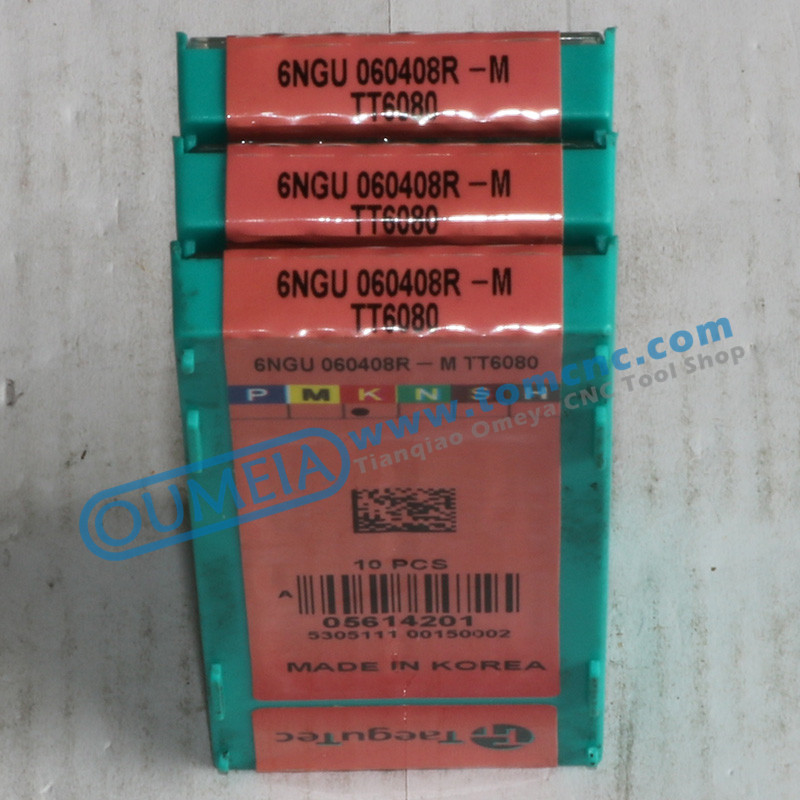 6NGU 060408R -M
TT6080
6NGU 060408R -M
TT6080
6NGU 060408R -M
TT6080
6NGU 060408R - M TT6080
P M K N S H
www.tomcnc.com
Tianqiao Omeya CNC Tool Shop
OUMEIA
10 PCS
A
05614201
5305111 00150002
MADE IN KOREA
TaeguTec